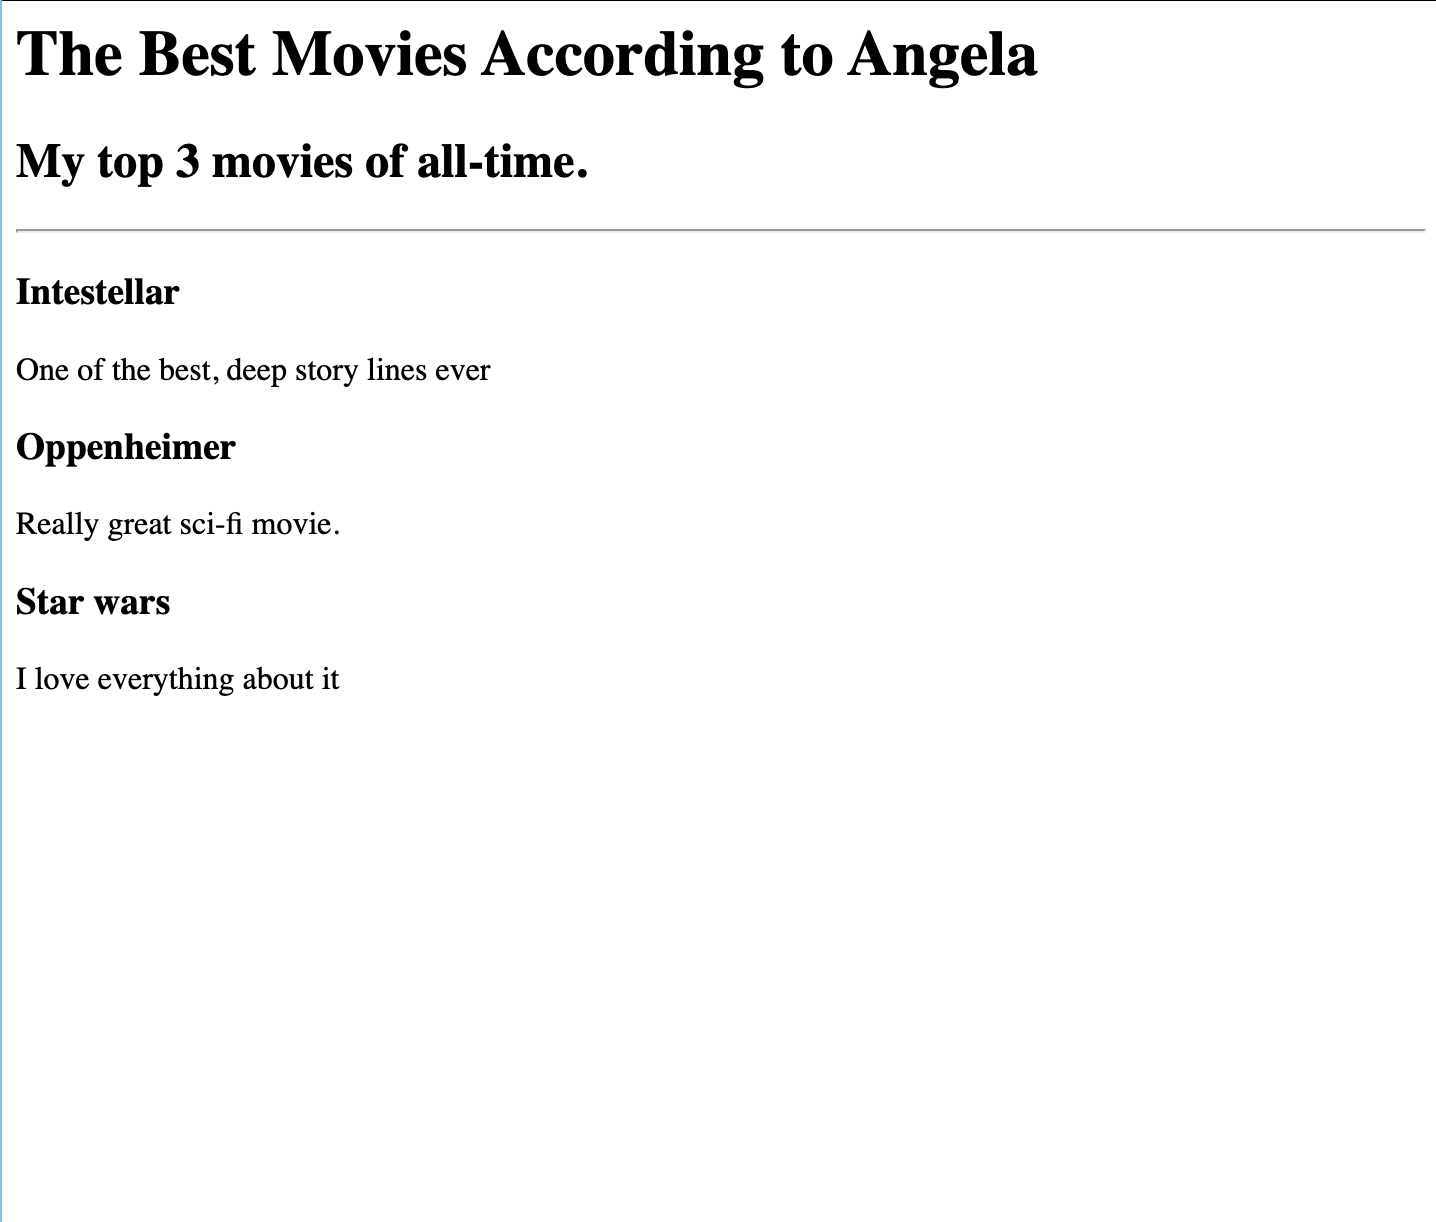 The Best Movies According to Angela
My top 3 movies of all-time.
Intestellar
One of the best, deep story lines ever
Oppenheimer
Really great sci-fi movie.
Star wars
I love everything about it